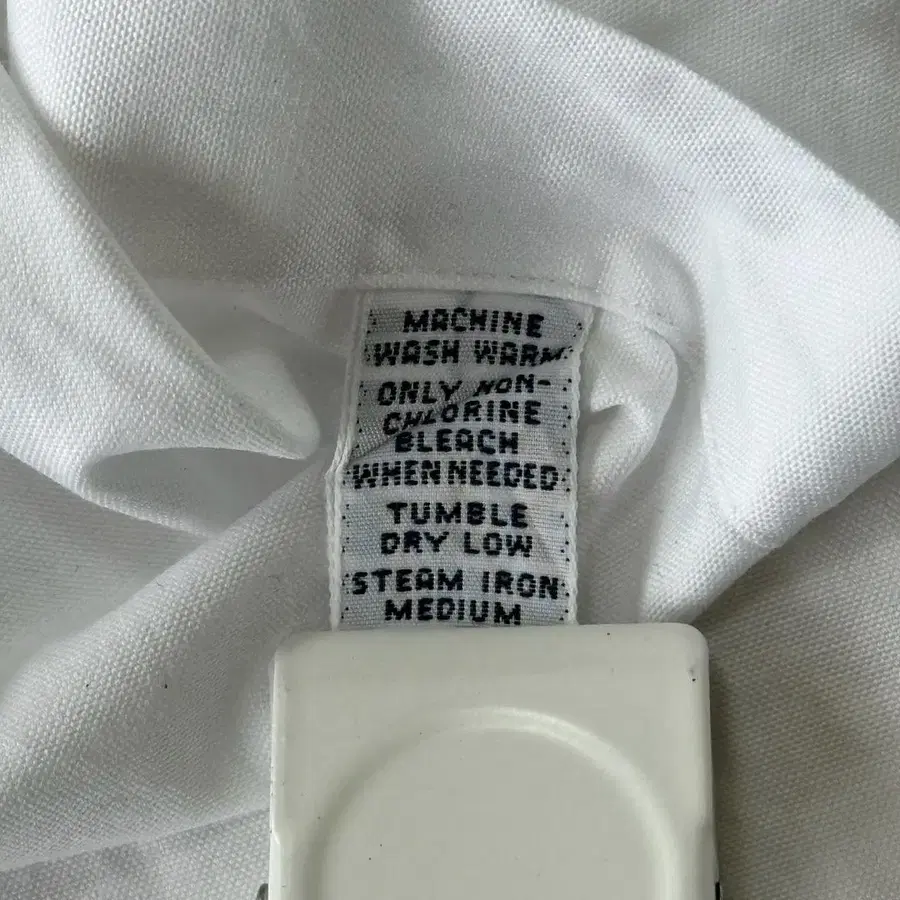 MACHINE
WASH WARM
ONLY NON-
CHLORINE
BLEACH
WHEN NEEDED
TUMBLE
DRY LOW
STEAM IRON
MEDIUM